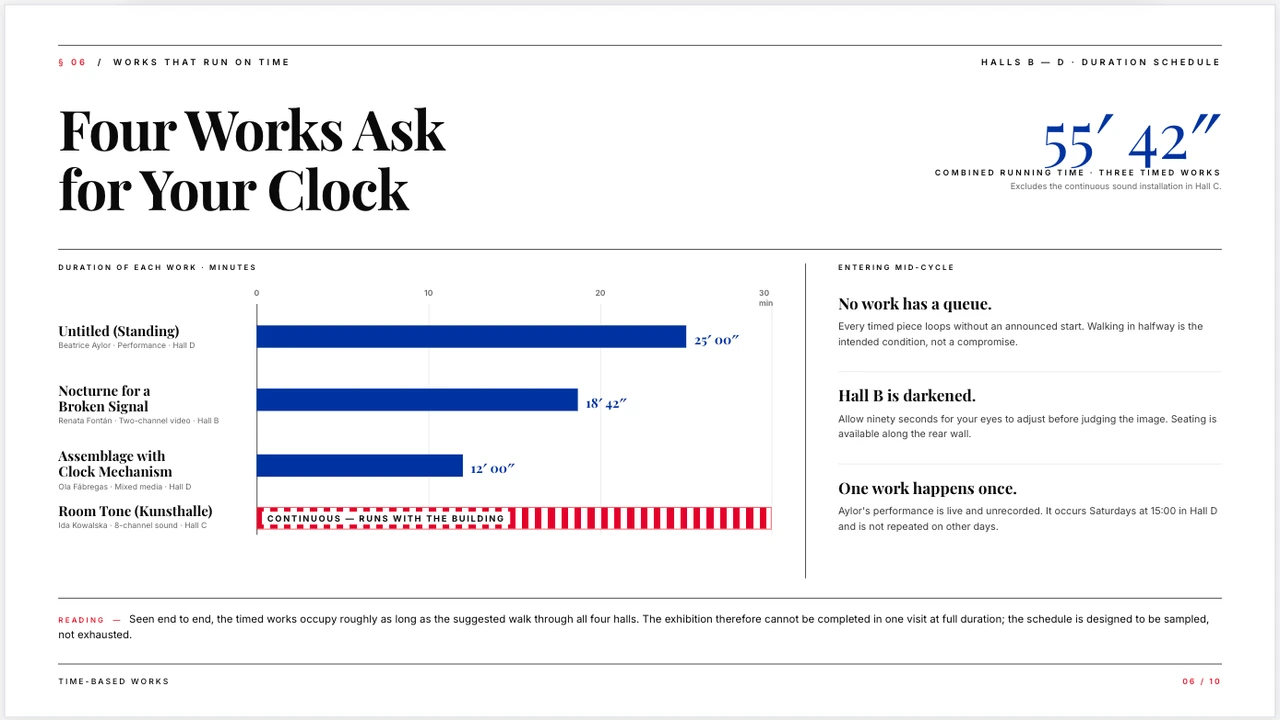 § 06 / WORKS THAT RUN ON TIME
HALLS B — D · DURATION SCHEDULE
Four Works Ask
for Your Clock
55′ 42″
COMBINED RUNNING TIME · THREE TIMED WORKS
Excludes the continuous sound installation in Hall C.
DURATION OF EACH WORK · MINUTES
0
10
20
30
min
Untitled (Standing)
Beatrice Aylor · Performance · Hall D
25′ 00″
Nocturne for a
Broken Signal
Renata Fontán · Two-channel video · Hall B
18′ 42″
Assemblage with
Clock Mechanism
Ola Fábregas · Mixed media · Hall D
12′ 00″
Room Tone (Kunsthalle)
Ida Kowalska · 8-channel sound · Hall C
CONTINUOUS — RUNS WITH THE BUILDING
ENTERING MID-CYCLE
No work has a queue.
Every timed piece loops without an announced start. Walking in halfway is the
intended condition, not a compromise.
Hall B is darkened.
Allow ninety seconds for your eyes to adjust before judging the image. Seating is
available along the rear wall.
One work happens once.
Aylor's performance is live and unrecorded. It occurs Saturdays at 15:00 in Hall D
and is not repeated on other days.
READING — Seen end to end, the timed works occupy roughly as long as the suggested walk through all four halls. The exhibition therefore cannot be completed in one visit at full duration; the schedule is designed to be sampled,
not exhausted.
TIME-BASED WORKS
06 / 10